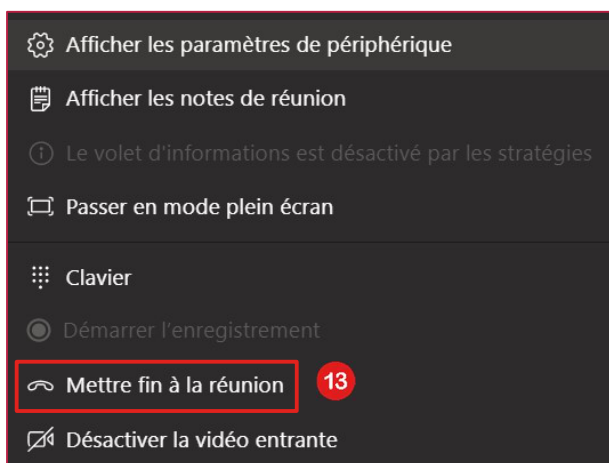 Afficher les paramètres de périphérique
Afficher les notes de réunion
Le volet d'informations est désactivé par les stratégies
Passer en mode plein écran
Clavier
Démarrer l'enregistrement
Mettre fin à la réunion 13
Désactiver la vidéo entrante